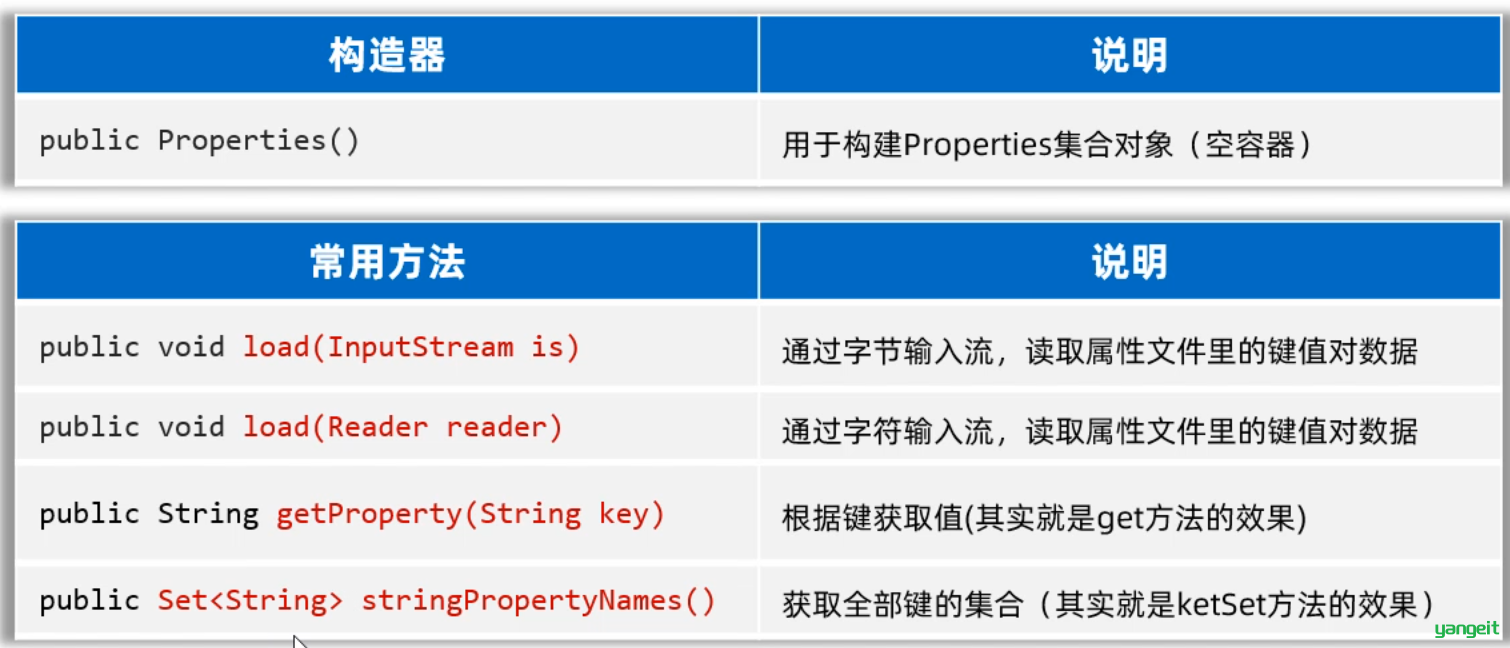 构造器 说明
public Properties() 用于构建Properties集合对象（空容器）
常用方法 说明
public void load(InputStream is) 通过字节输入流，读取属性文件里的键值对数据
public void load(Reader reader) 通过字符输入流，读取属性文件里的键值对数据
public String getProperty(String key) 根据键获取值(其实就是get方法的效果)
public Set<String> stringPropertyNames() 获取全部键的集合（其实就是ketSet方法的效果）
yangeit